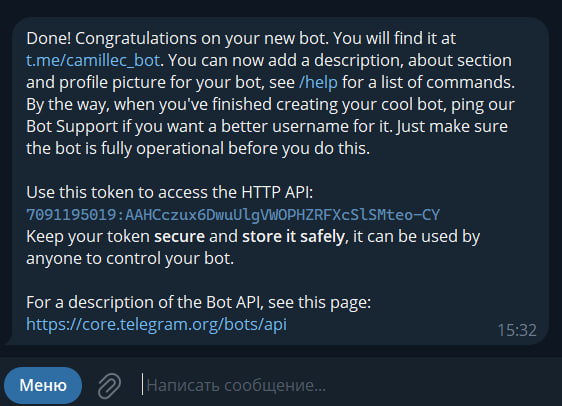 Done! Congratulations on your new bot. You will find it at
t.me/camillec_bot. You can now add a description, about section
and profile picture for your bot, see /help for a list of commands.
By the way, when you've finished creating your cool bot, ping our
Bot Support if you want a better username for it. Just make sure
the bot is fully operational before you do this.
Use this token to access the HTTP API:
7091195019:AAHCczux6DwuUlgVWOPHZRFXcSlSMteo-CY
Keep your token secure and store it safely, it can be used by
anyone to control your bot.
For a description of the Bot API, see this page:
https://core.telegram.org/bots/api
15:32
Меню
Написать сообщение...